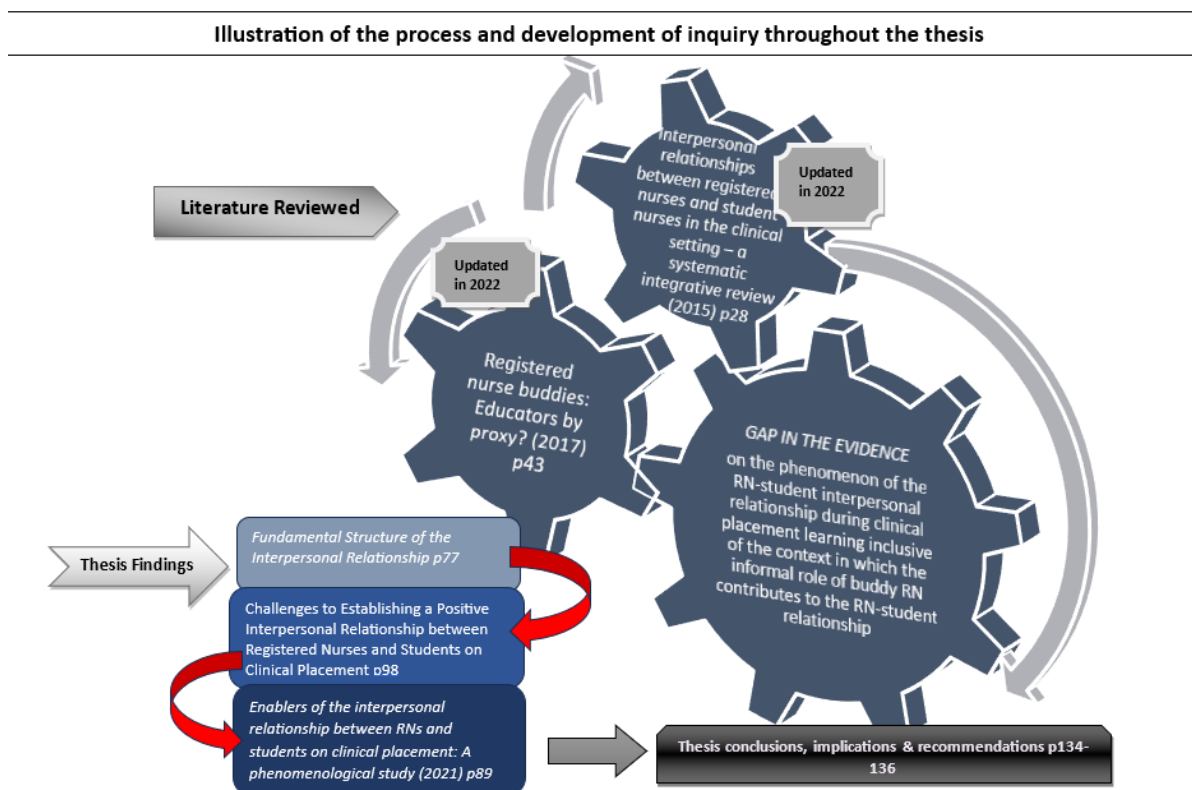 Illustration of the process and development of inquiry throughout the thesis
Literature Reviewed
Interpersonal
relationships
between registered
nurses and student
nurses in the clinical
setting – a
systematic
integrative review
(2015) p28
Updated
in 2022
Updated
in 2022
Registered
nurse buddies:
Educators by
proxy? (2017)
p43
GAP IN THE EVIDENCE
on the phenomenon of the
RN-student interpersonal
relationship during clinical
placement learning inclusive
of the context in which the
informal role of buddy RN
contributes to the RN-student
relationship
Thesis Findings
Fundamental Structure of the
Interpersonal Relationship p77
Challenges to Establishing a Positive
Interpersonal Relationship between
Registered Nurses and Students on
Clinical Placement p98
Enablers of the interpersonal
relationship between RNs and
students on clinical placement: A
phenomenological study (2021) p89
Thesis conclusions, implications & recommendations p134-
136